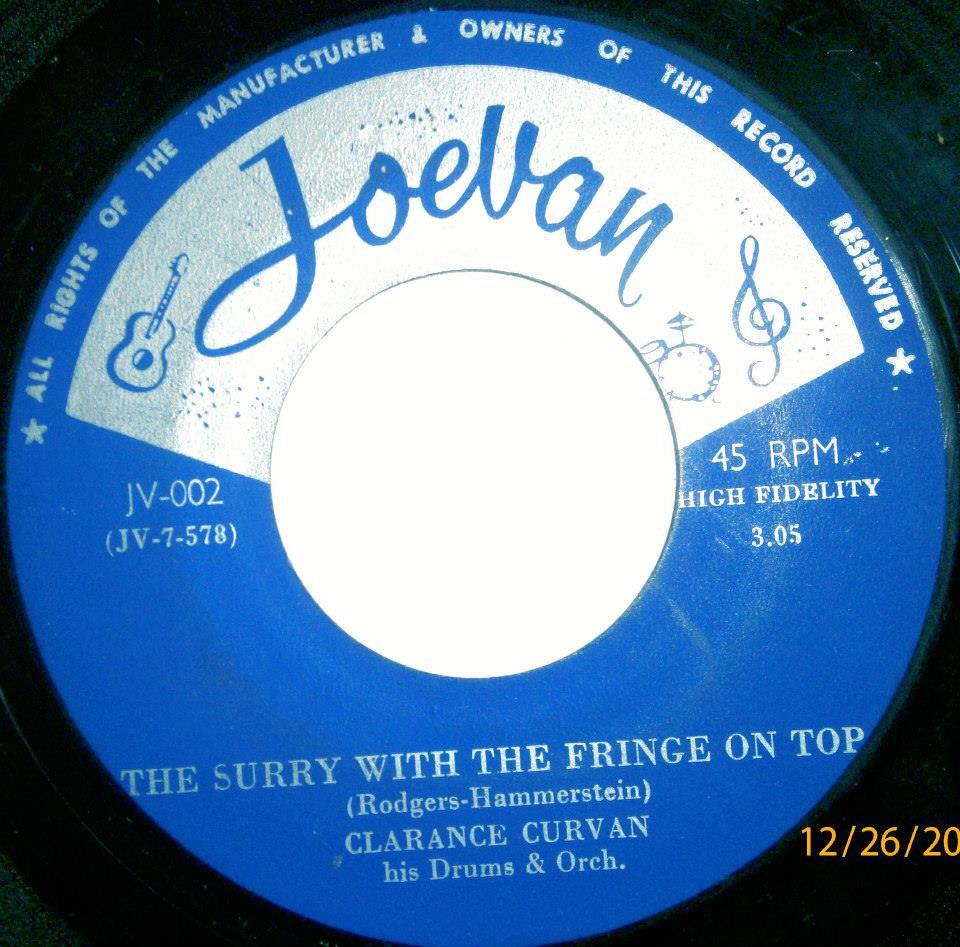 ★ ALL RIGHTS OF THE MANUFACTURER & OWNERS OF THIS RECORD RESERVED ★
Joevan
JV-002
(JV-7-578)
45 RPM
HIGH FIDELITY
3.05
THE SURRY WITH THE FRINGE ON TOP
(Rodgers-Hammerstein)
CLARANCE CURVAN
his Drums & Orch.
12/26/20